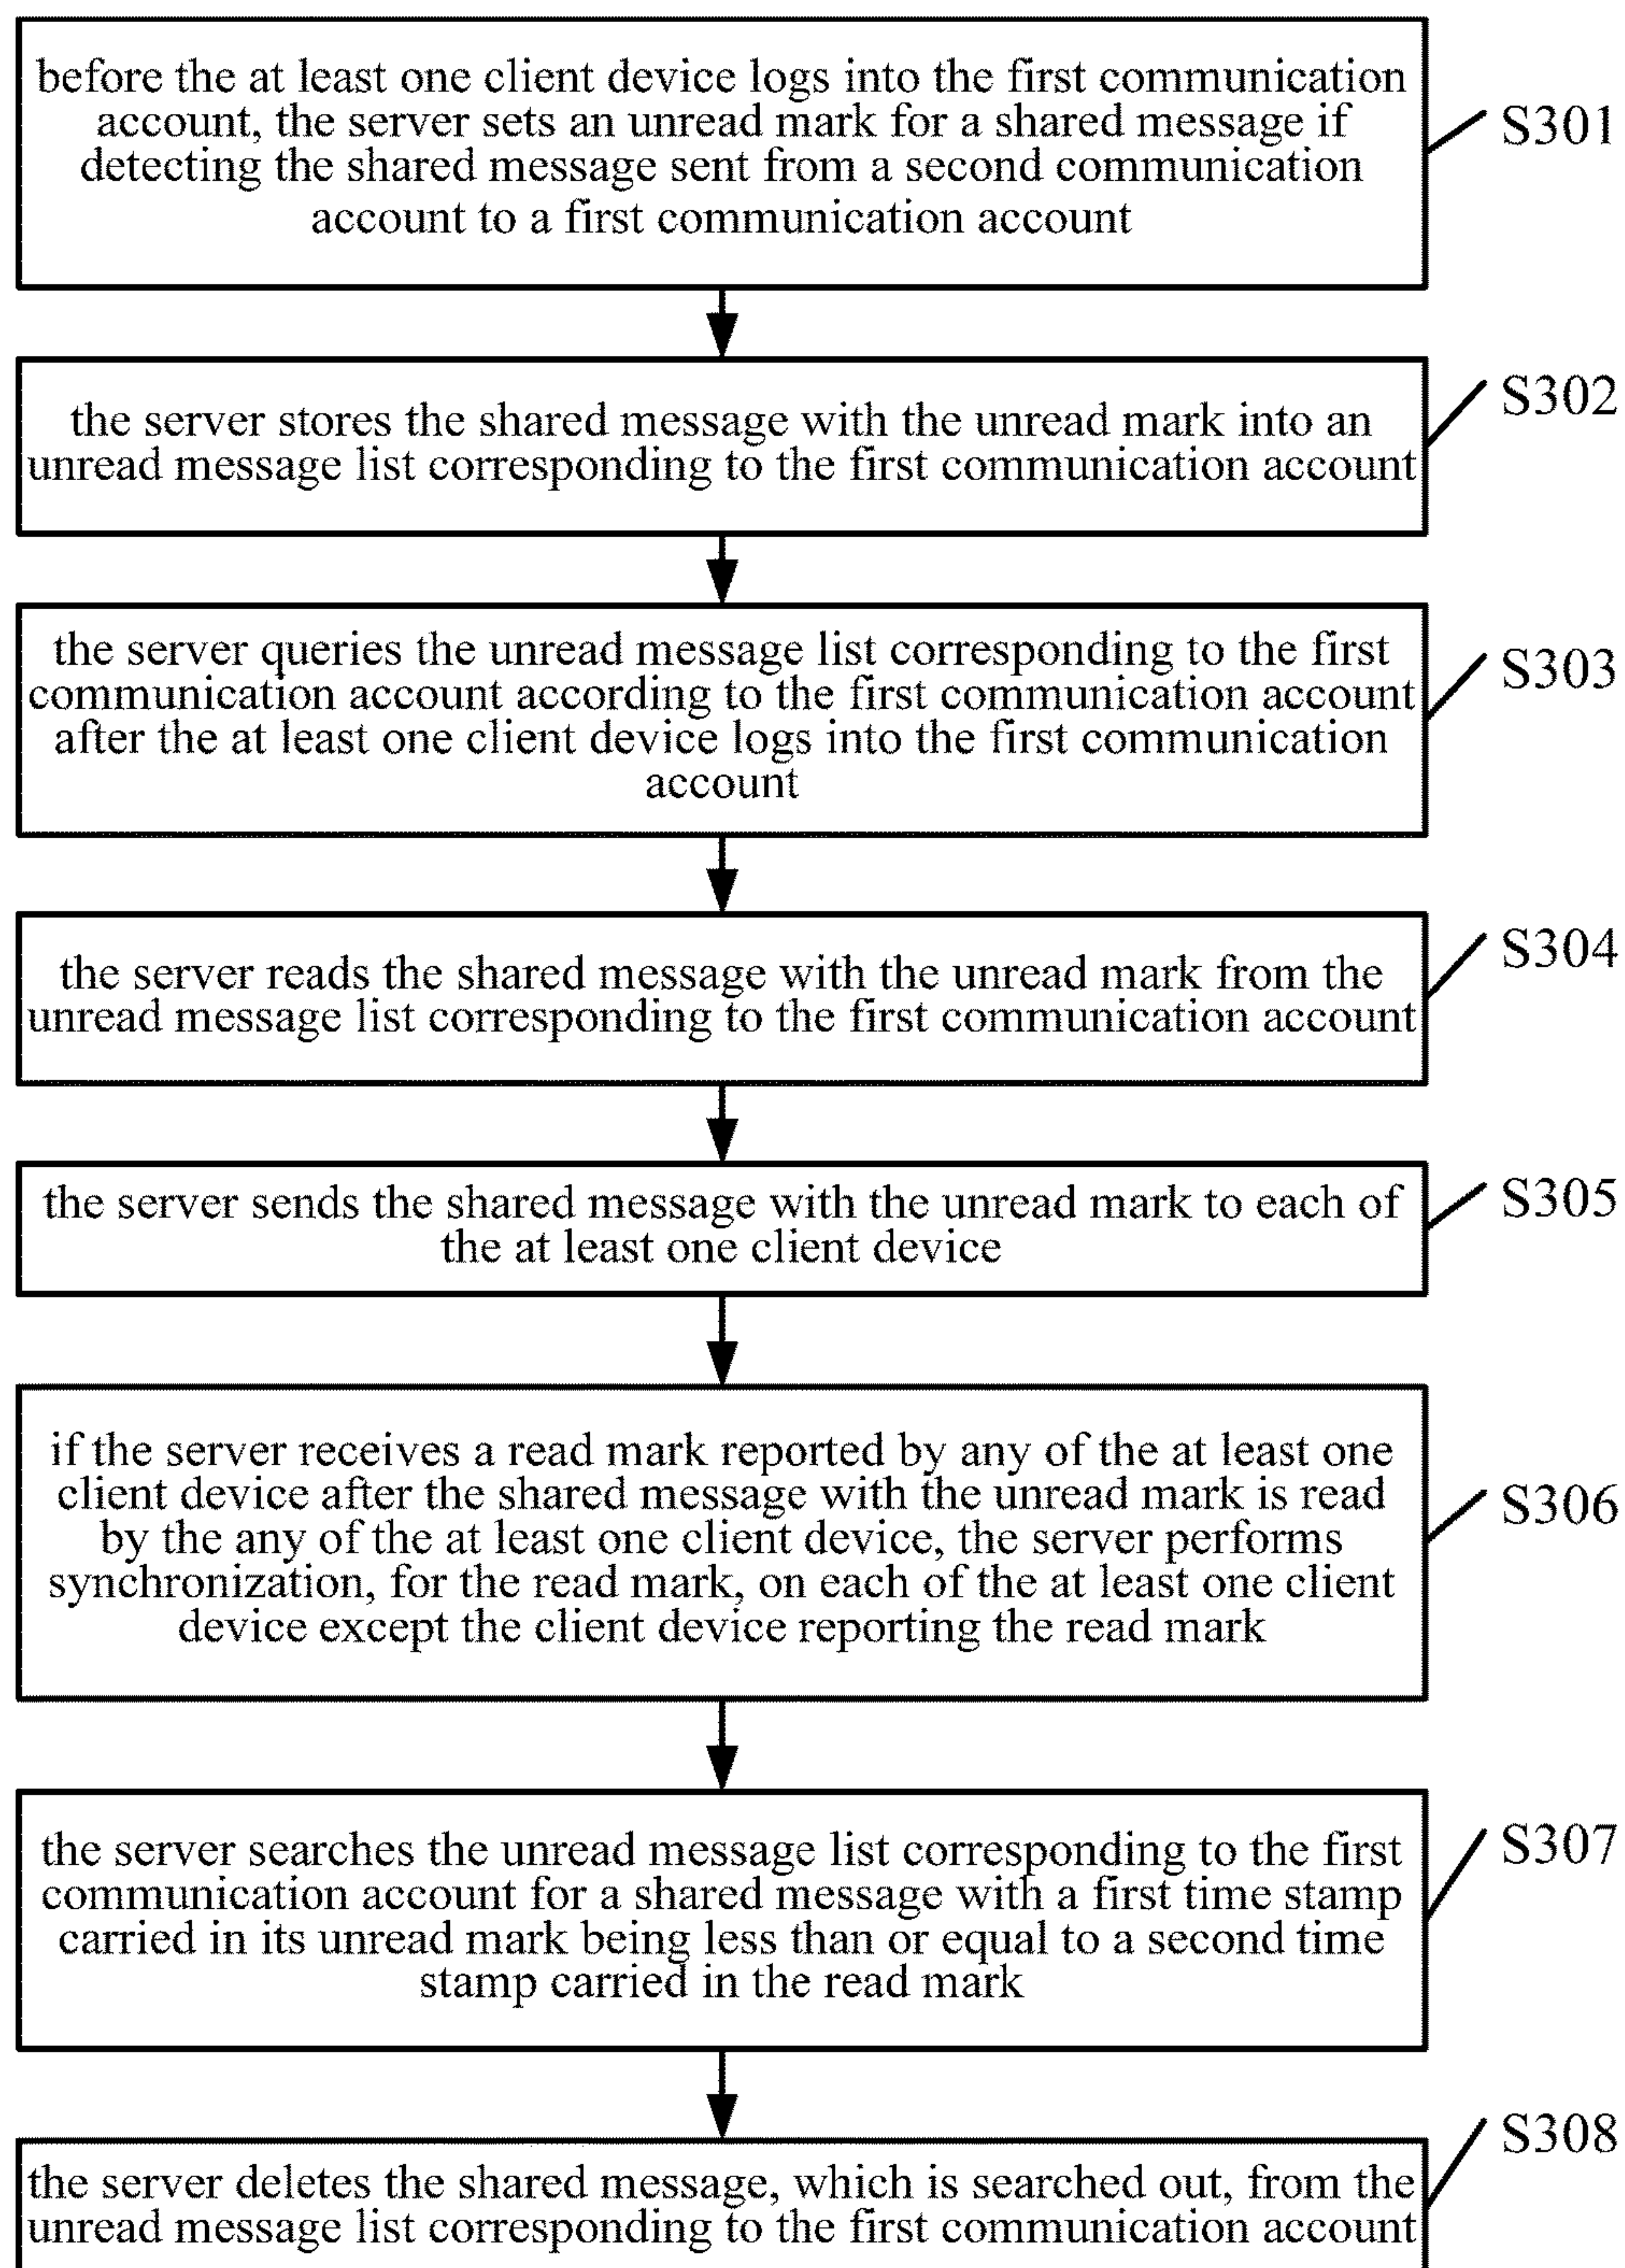 before the at least one client device logs into the first communication
account, the server sets an unread mark for a shared message if
detecting the shared message sent from a second communication
account to a first communication account
S301
the server stores the shared message with the unread mark into an
unread message list corresponding to the first communication account
S302
the server queries the unread message list corresponding to the first
communication account according to the first communication account
after the at least one client device logs into the first communication
account
S303
the server reads the shared message with the unread mark from the
unread message list corresponding to the first communication account
S304
the server sends the shared message with the unread mark to each of
the at least one client device
S305
if the server receives a read mark reported by any of the at least one
client device after the shared message with the unread mark is read
by the any of the at least one client device, the server performs
synchronization, for the read mark, on each of the at least one client
device except the client device reporting the read mark
S306
the server searches the unread message list corresponding to the first
communication account for a shared message with a first time stamp
carried in its unread mark being less than or equal to a second time
stamp carried in the read mark
S307
the server deletes the shared message, which is searched out, from the
unread message list corresponding to the first communication account
S308